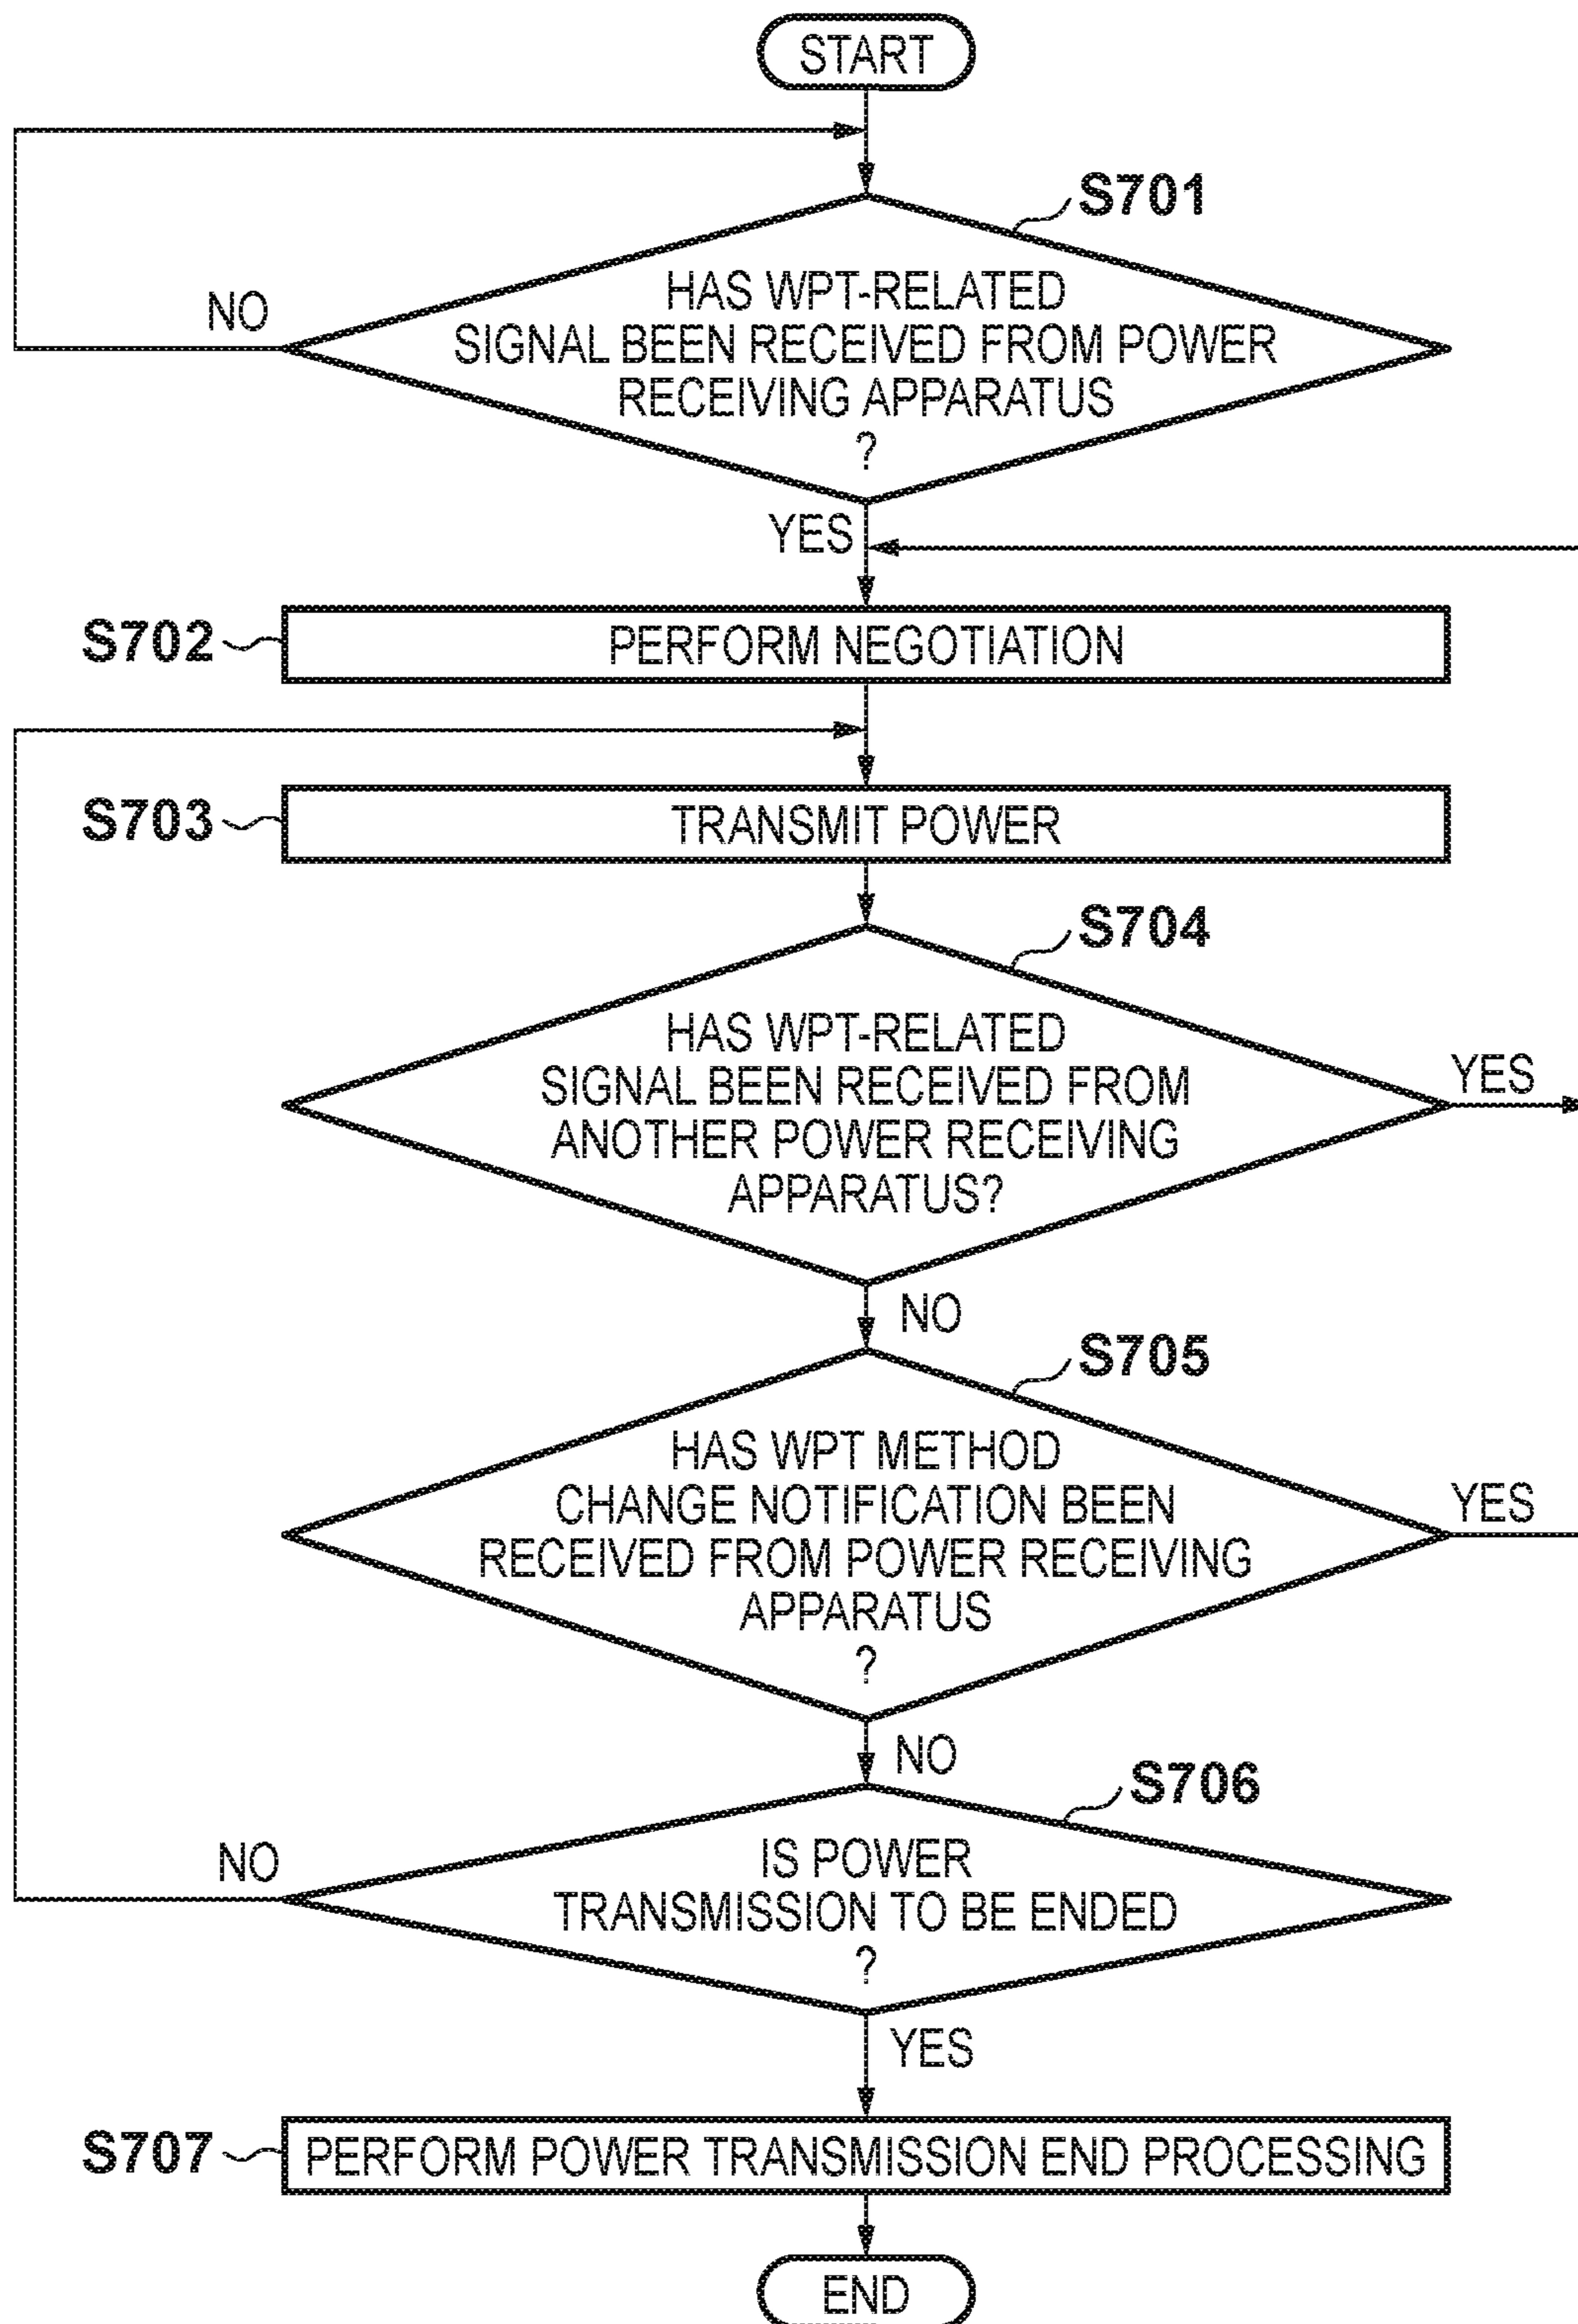 START
S701
HAS WPT-RELATED
SIGNAL BEEN RECEIVED FROM POWER
RECEIVING APPARATUS
?
NO
YES
S702
PERFORM NEGOTIATION
S703
TRANSMIT POWER
S704
HAS WPT-RELATED
SIGNAL BEEN RECEIVED FROM
ANOTHER POWER RECEIVING
APPARATUS?
YES
NO
S705
HAS WPT METHOD
CHANGE NOTIFICATION BEEN
RECEIVED FROM POWER RECEIVING
APPARATUS
?
YES
NO
S706
IS POWER
TRANSMISSION TO BE ENDED
?
NO
YES
S707
PERFORM POWER TRANSMISSION END PROCESSING
END